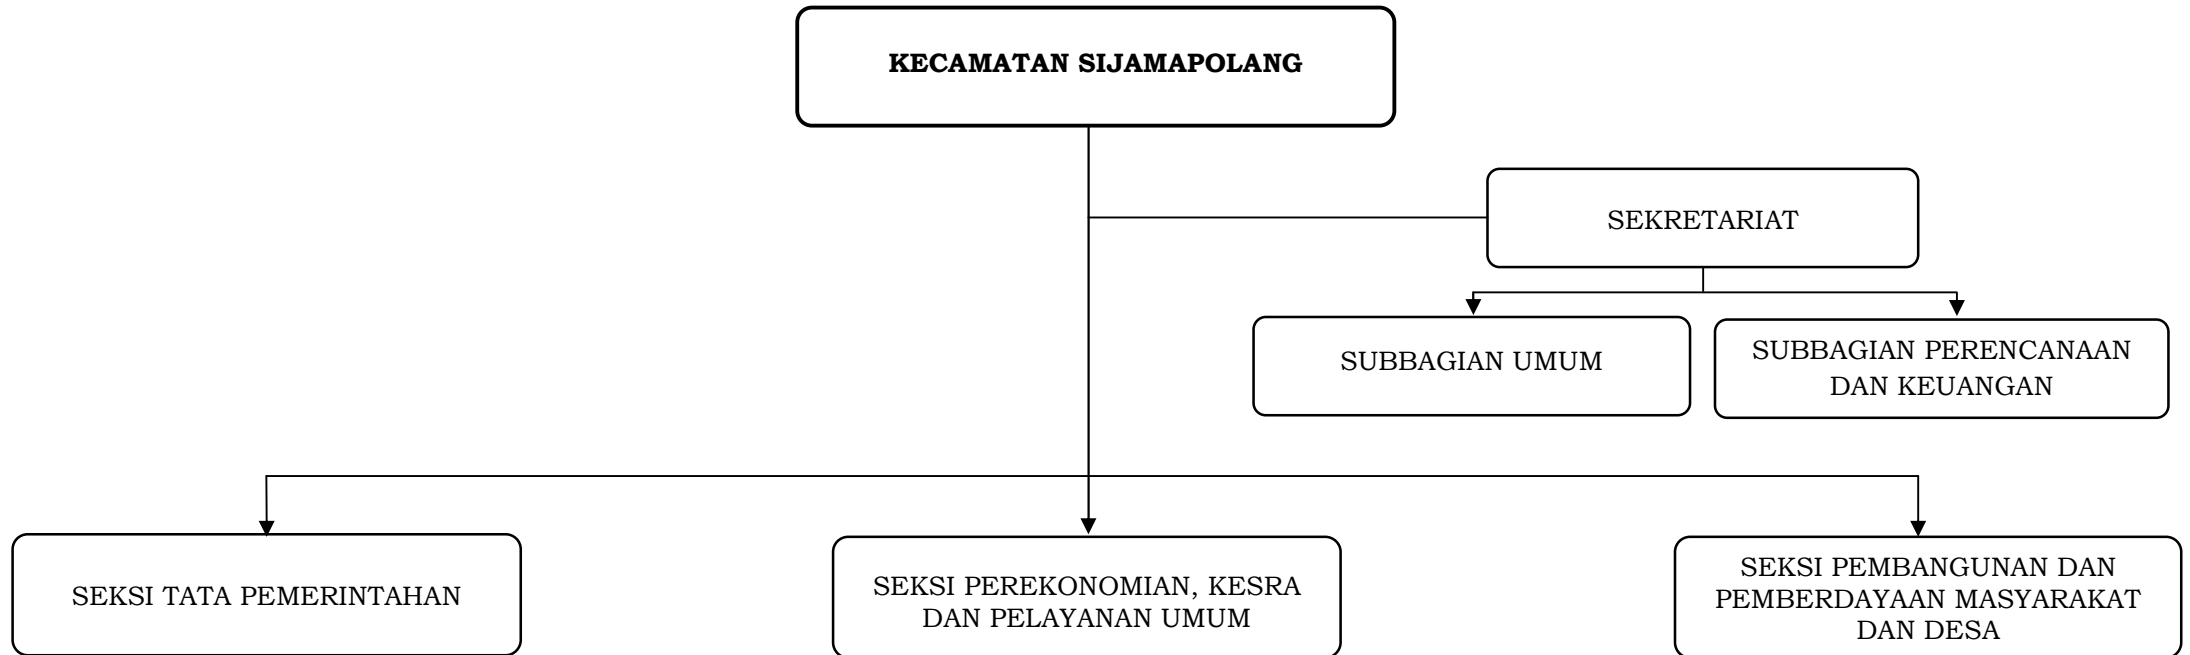 KECAMATAN SIJAMAPOLANG
SEKRETARIAT
SUBBAGIAN UMUM
SUBBAGIAN PERENCANAAN
DAN KEUANGAN
SEKSI TATA PEMERINTAHAN
SEKSI PEREKONOMIAN, KESRA
DAN PELAYANAN UMUM
SEKSI PEMBANGUNAN DAN
PEMBERDAYAAN MASYARAKAT
DAN DESA